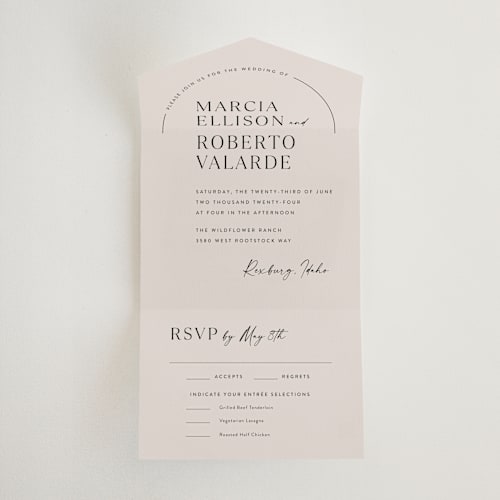 PLEASE JOIN US FOR THE WEDDING OF
MARCIA
ELLISON and
ROBERTO
VALARDE
SATURDAY, THE TWENTY-THIRD OF JUNE
TWO THOUSAND TWENTY-FOUR
AT FOUR IN THE AFTERNOON
THE WILDFLOWER RANCH
3580 WEST ROOTSTOCK WAY
Rexburg, Idaho
RSVP by May 8th
ACCEPTS REGRETS
INDICATE YOUR ENTRÉE SELECTIONS
Grilled Beef Tenderloin
Vegetarian Lasagna
Roasted Half Chicken